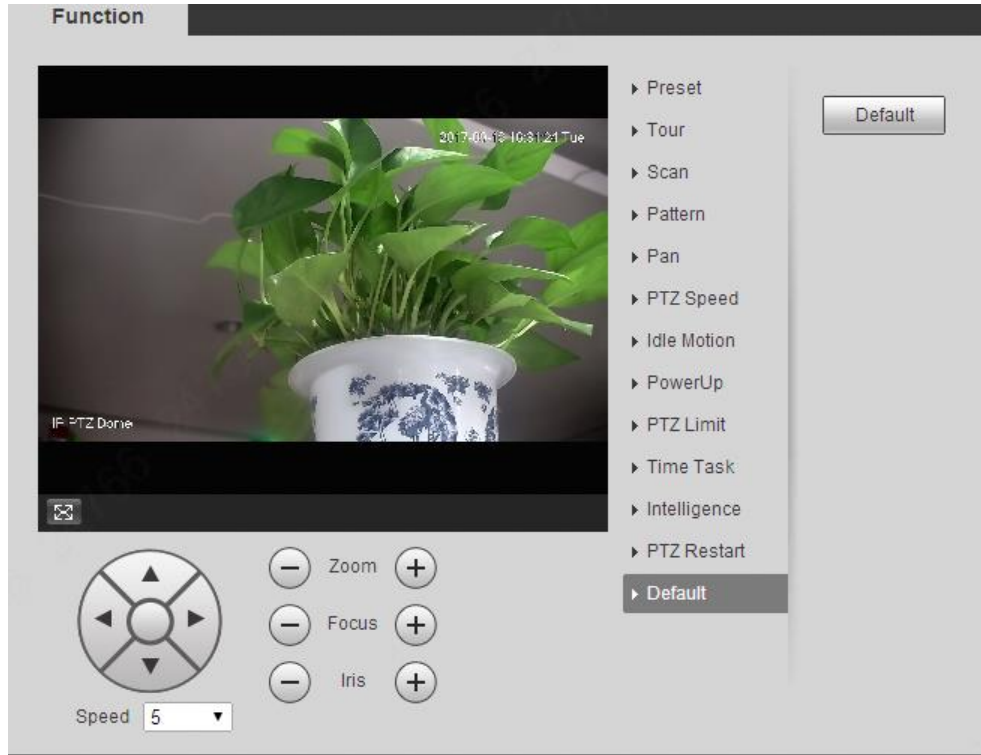 Function
Tue
IP PTZ Dome
Preset
Tour
Scan
Pattern
Pan
PTZ Speed
Idle Motion
PowerUp
PTZ Limit
Time Task
Intelligence
PTZ Restart
Default
Default
Zoom
Focus
Iris
Speed 5